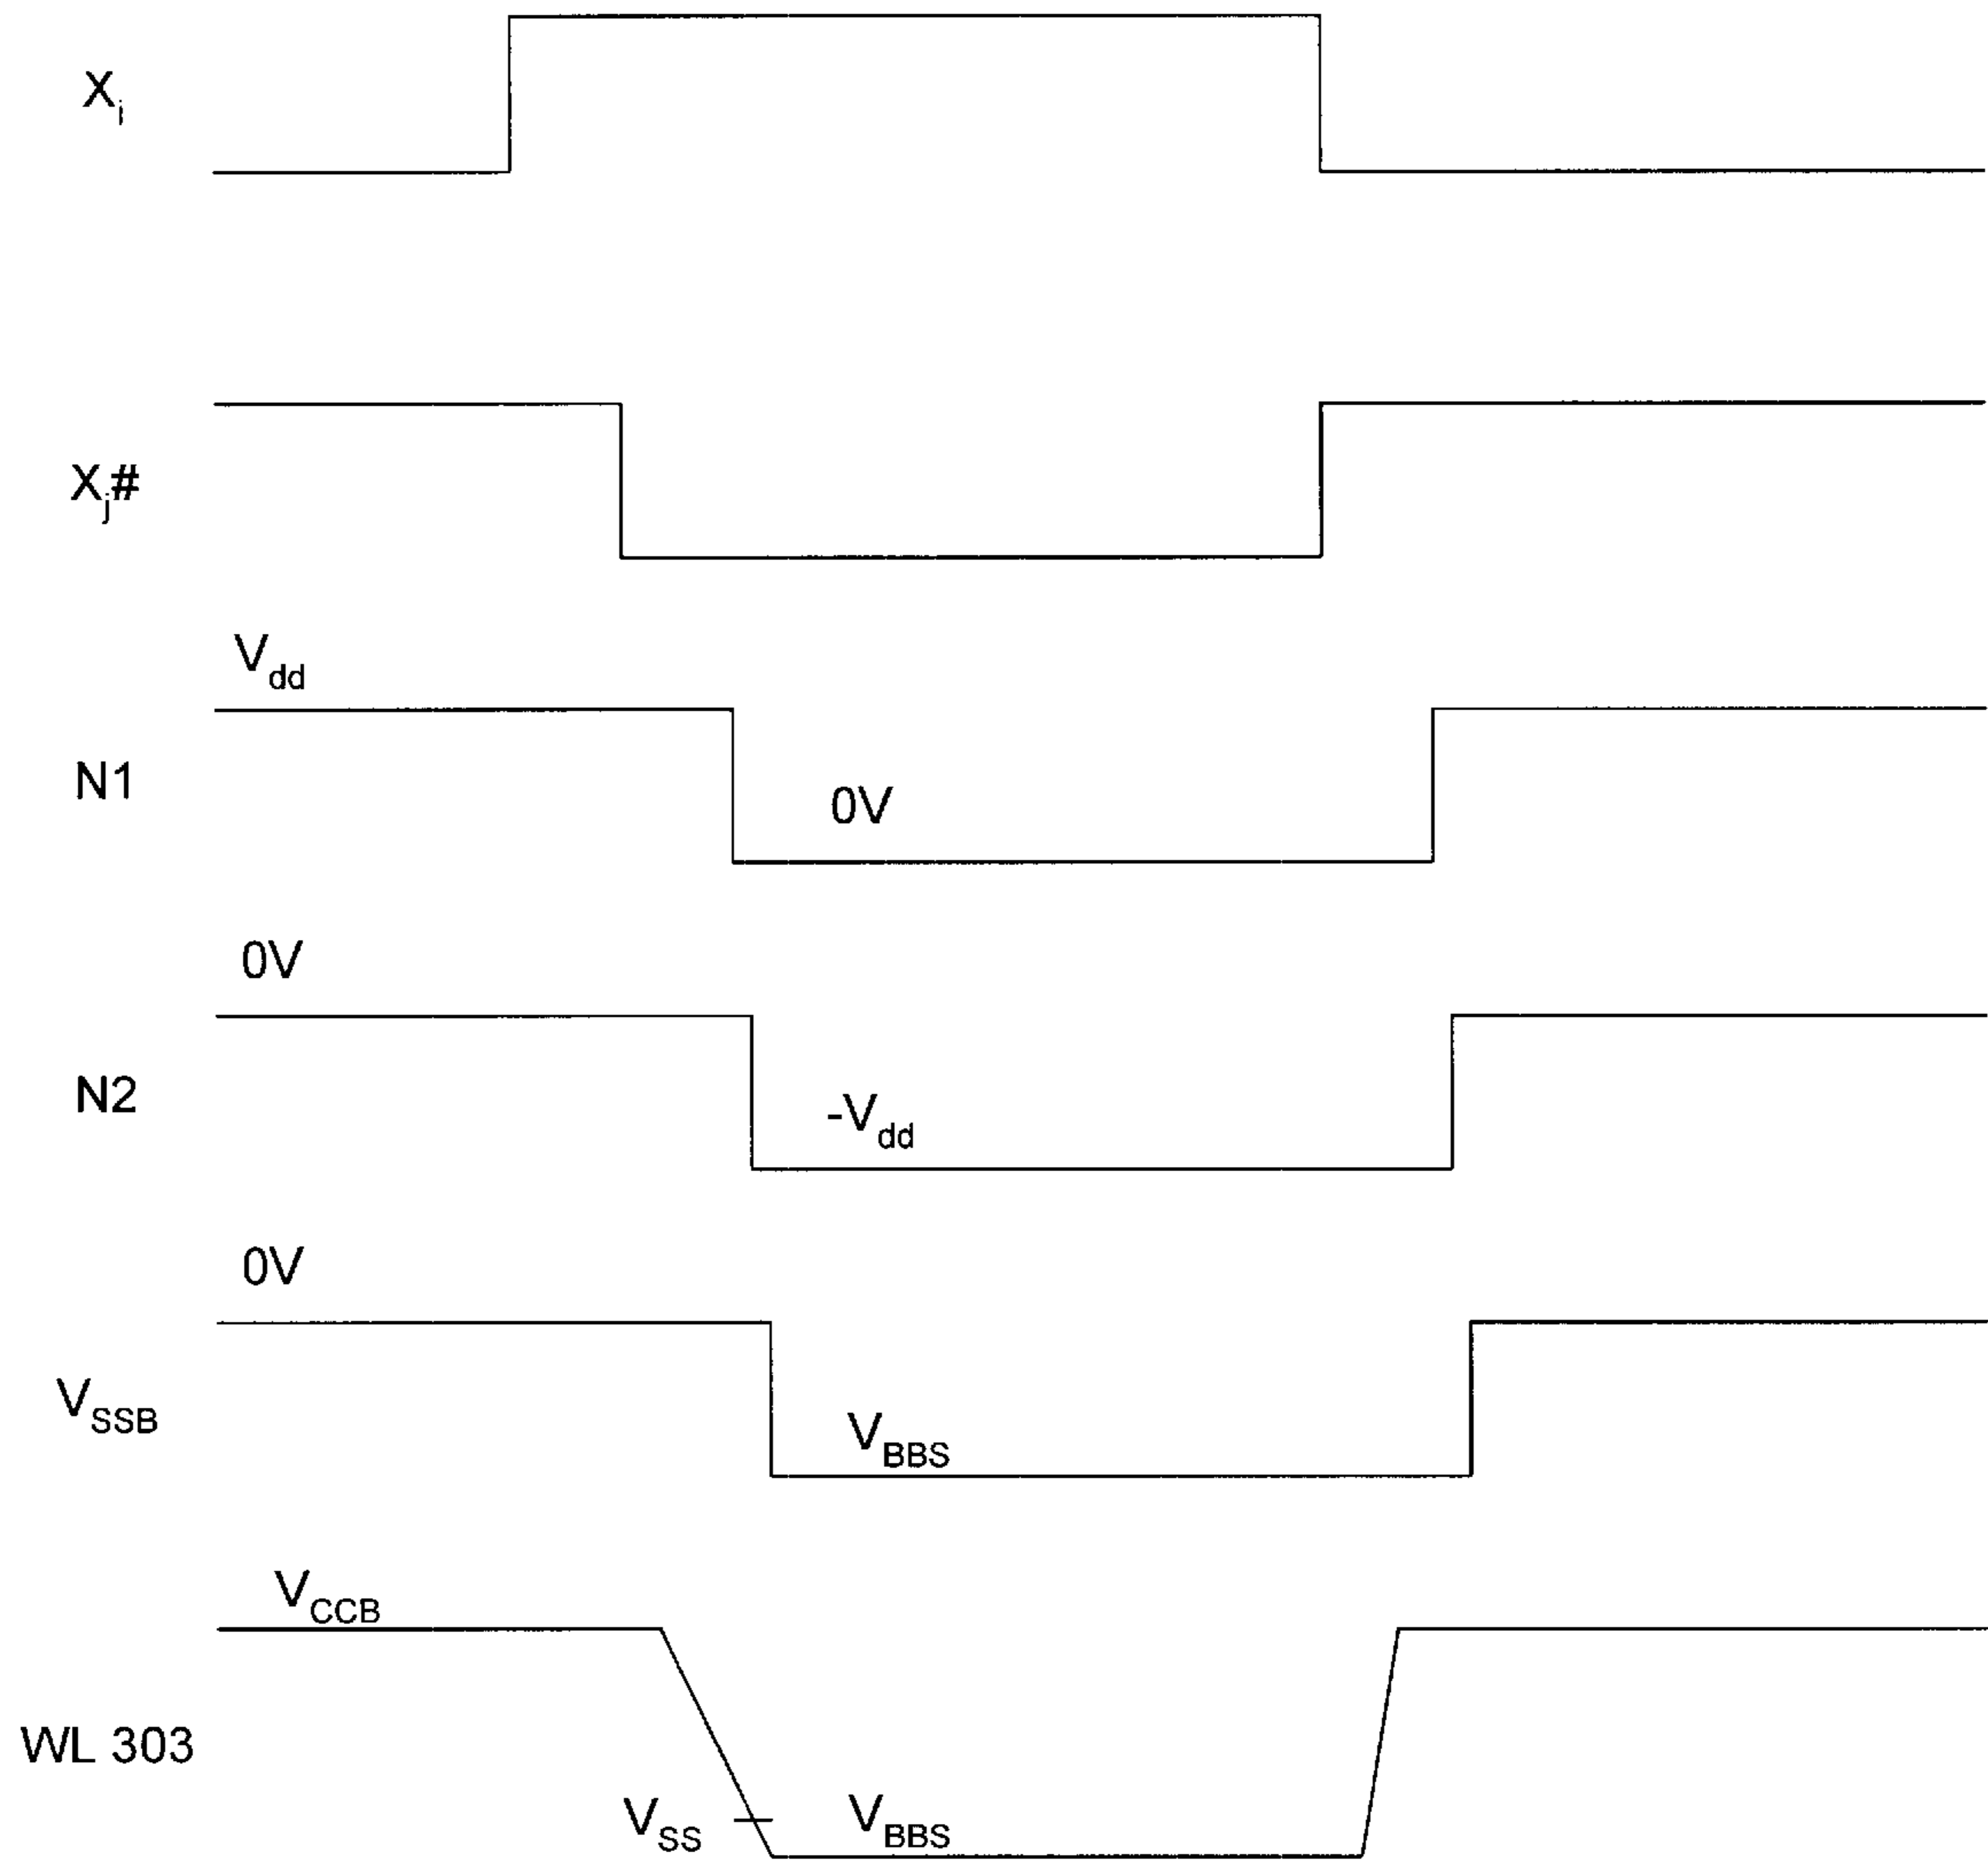 Xi
Xj#
Vdd
N1
0V
0V
N2
-Vdd
0V
VSSB
VBBS
VCCB
WL 303
VSS
VBBS